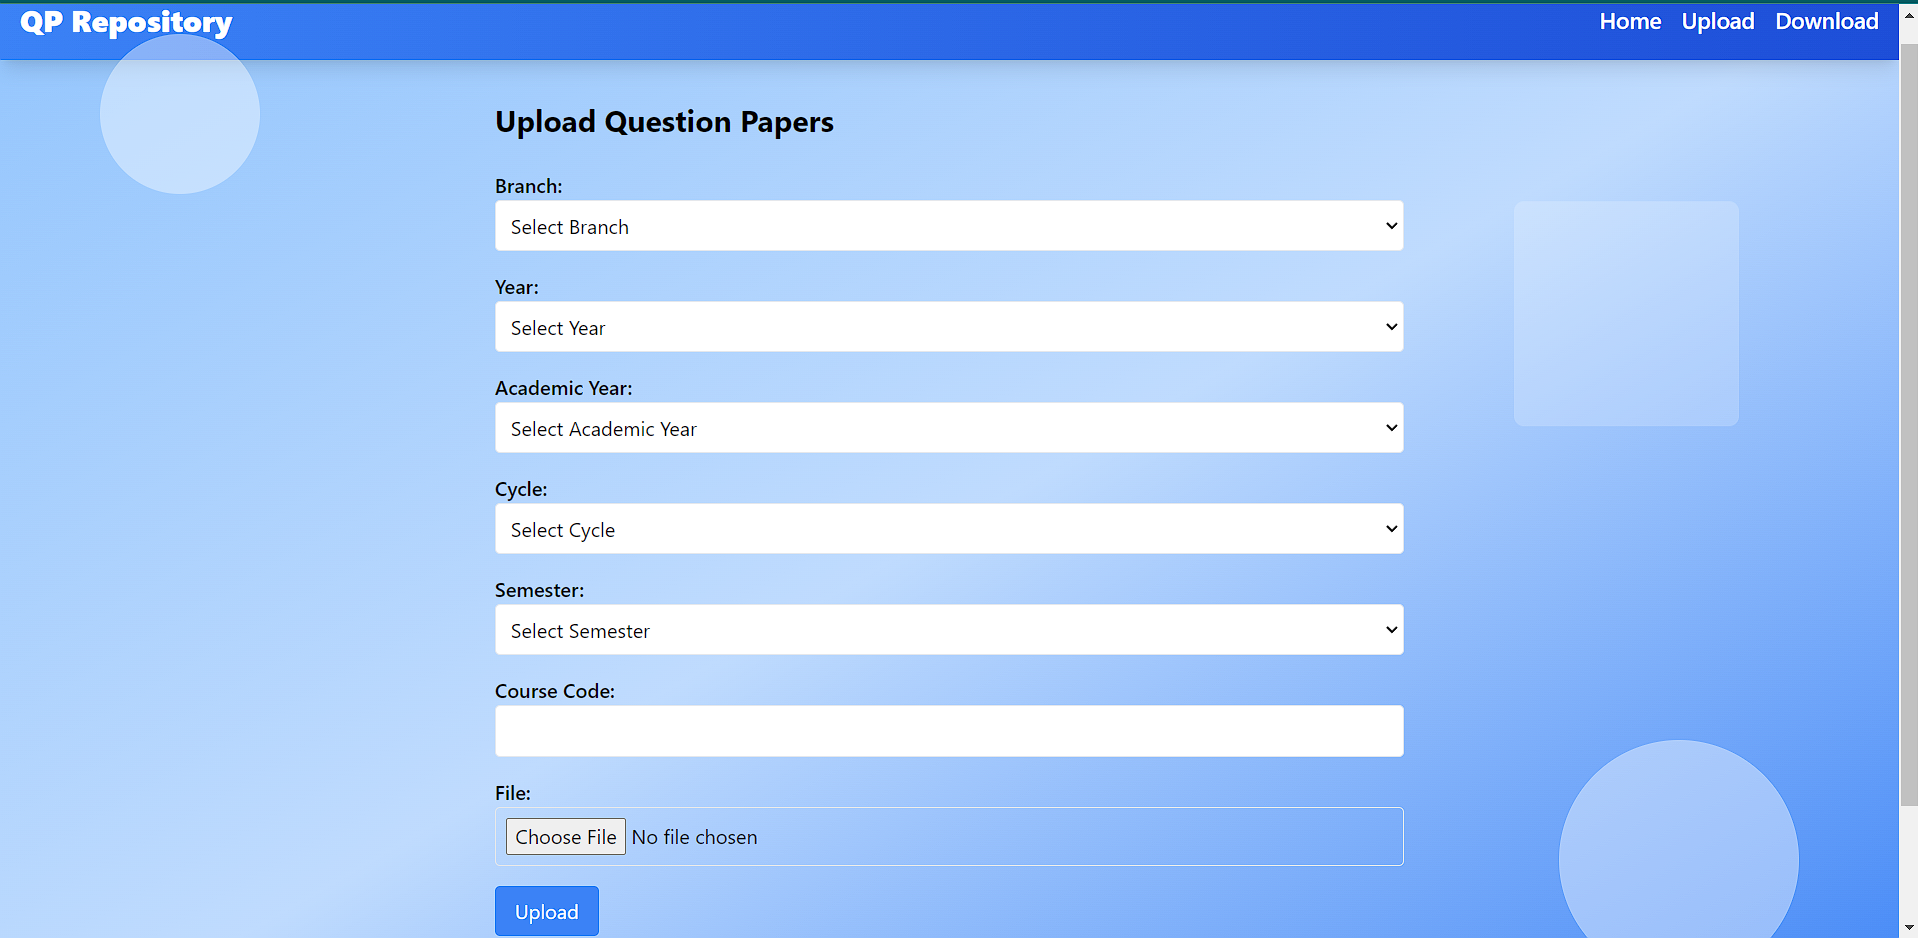 QP Repository
Home Upload Download
Upload Question Papers
Branch:
Select Branch
Year:
Select Year
Academic Year:
Select Academic Year
Cycle:
Select Cycle
Semester:
Select Semester
Course Code:
File:
Choose File No file chosen
Upload